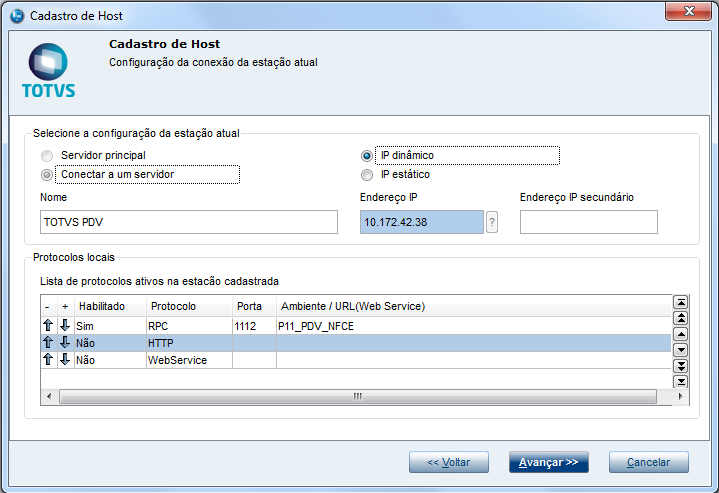 Cadastro de Host
Cadastro de Host
Configuração da conexão da estação atual
TOTVS
Selecione a configuração da estação atual
Servidor principal
IP dinâmico
Conectar a um servidor
IP estático
Nome
Endereço IP
Endereço IP secundário
TOTVS PDV
10.172.42.38
?
Protocolos locais
Lista de protocolos ativos na estacão cadastrada
- + Habilitado Protocolo Porta Ambiente / URL(Web Service)
Sim RPC 1112 P11_PDV_NFCE
Não HTTP
Não WebService
<< Voltar
Avançar >>
Cancelar